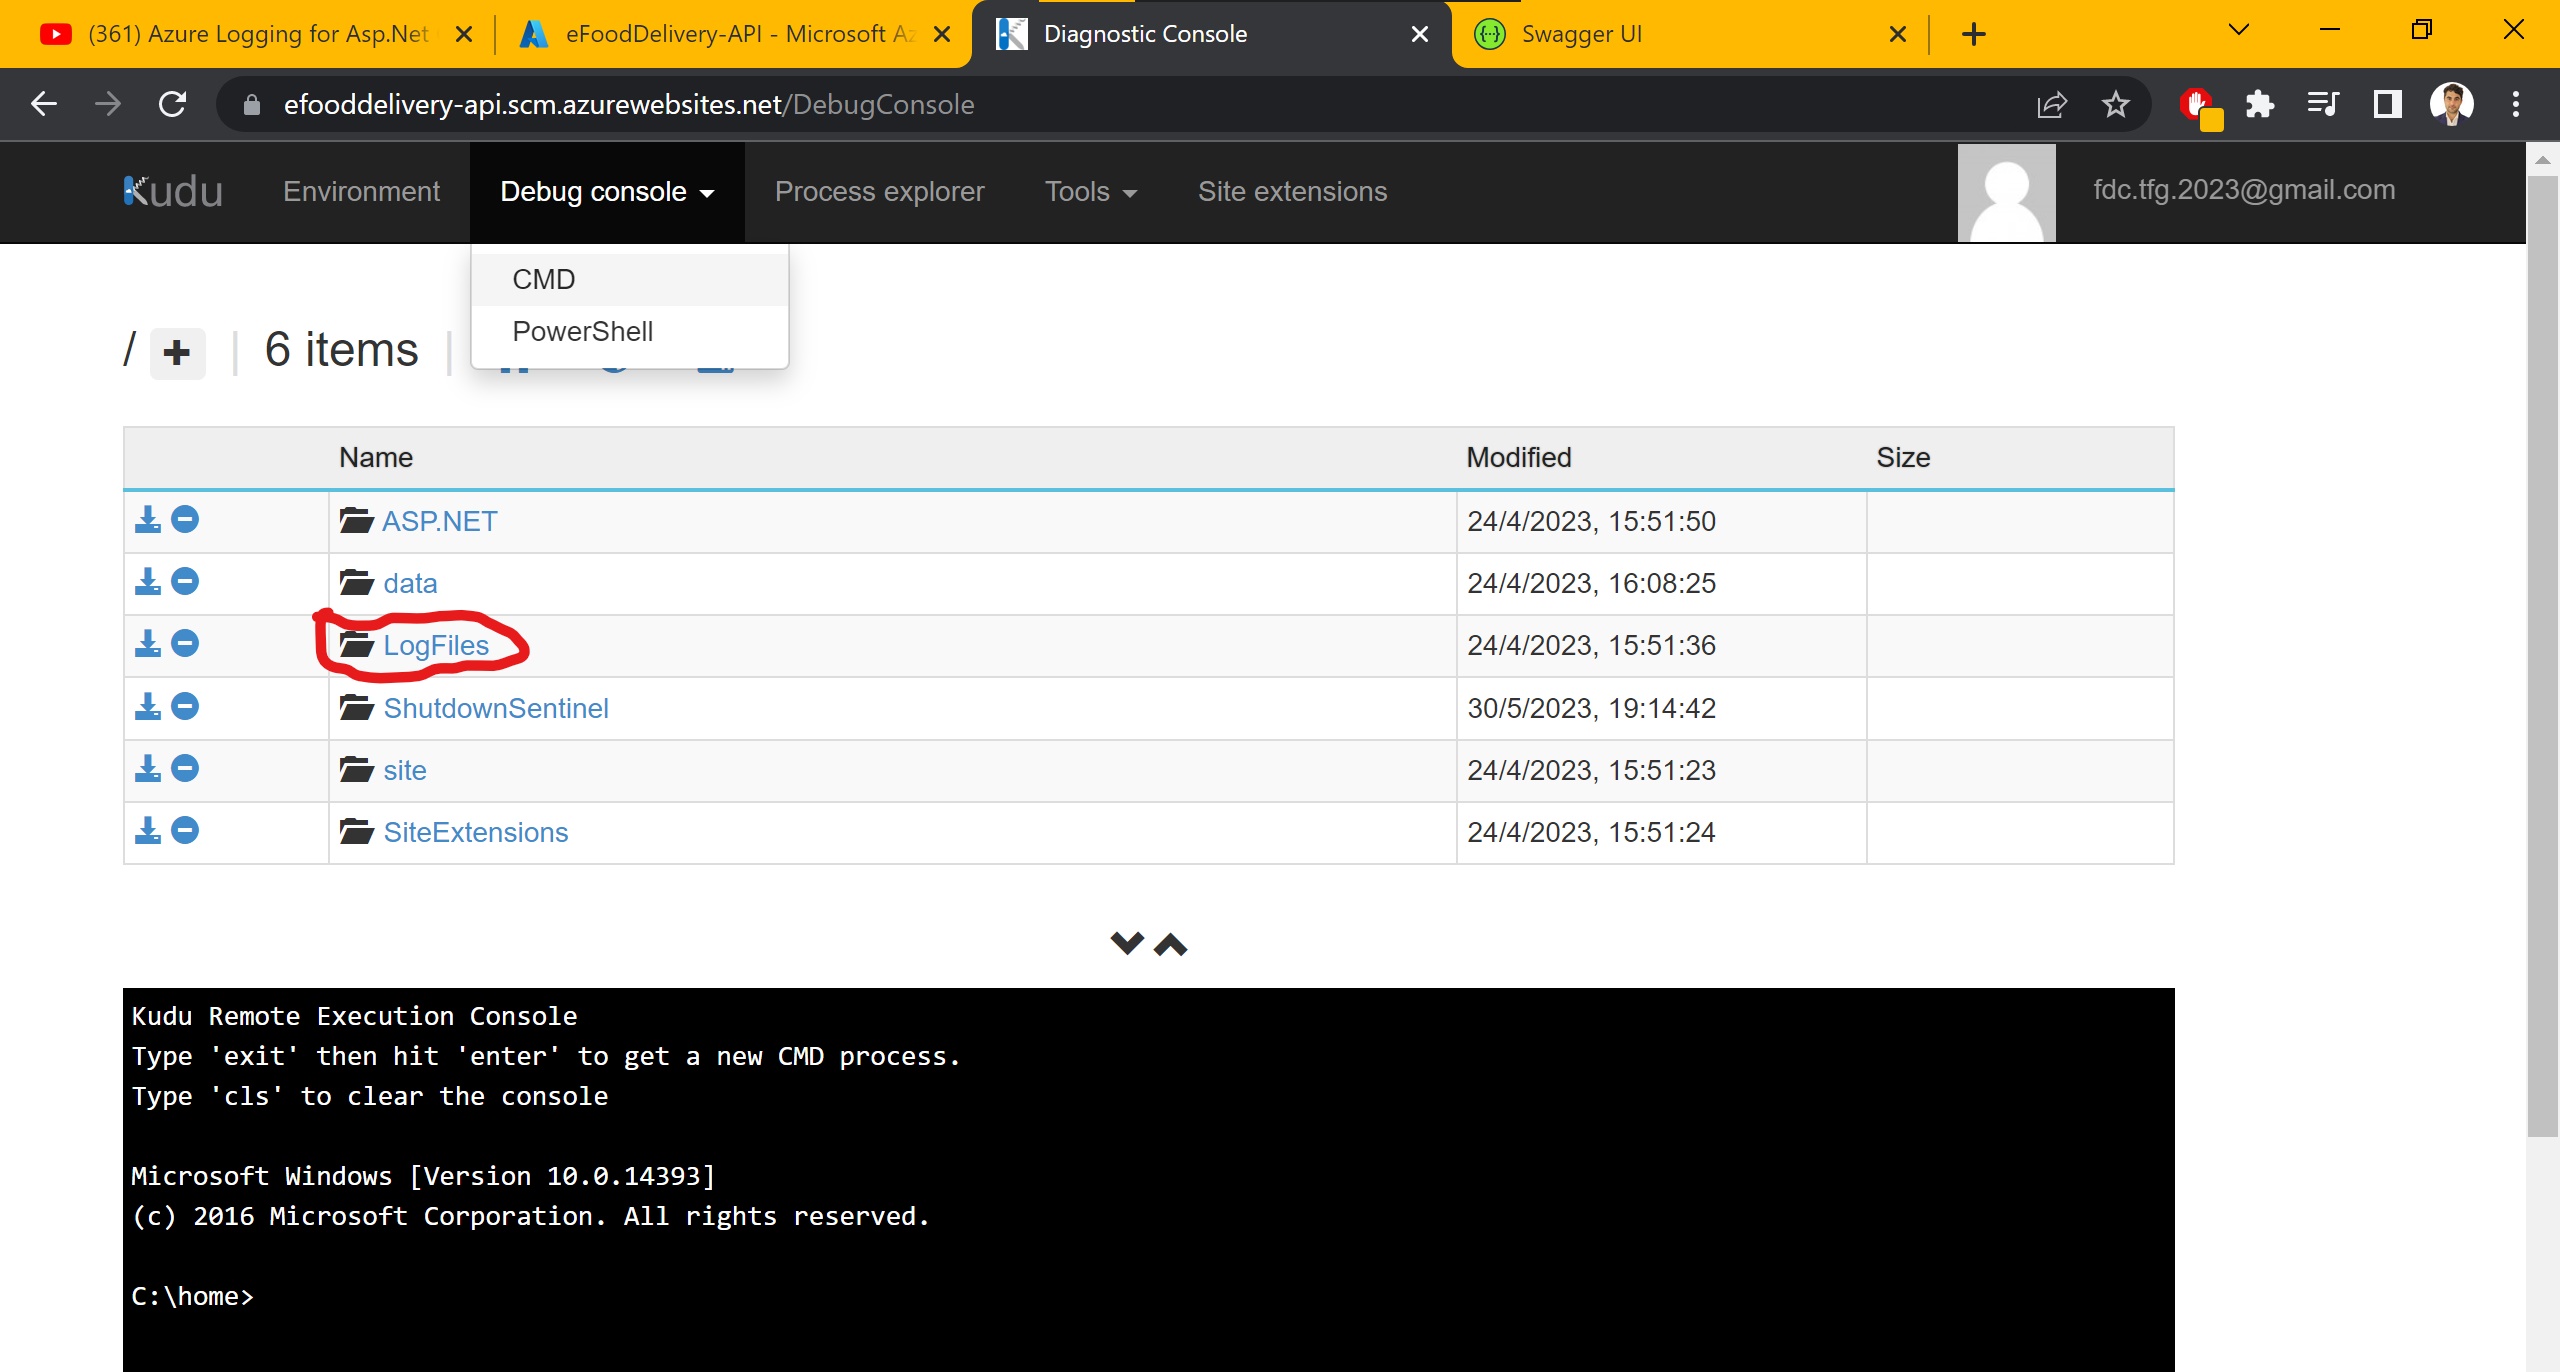 (361) Azure Logging for Asp.Net
eFoodDelivery-API - Microsoft Az
Diagnostic Console
Swagger UI
efooddelivery-api.scm.azurewebsites.net/DebugConsole
Kudu
Environment
Debug console
Process explorer
Tools
Site extensions
fdc.tfg.2023@gmail.com
CMD
PowerShell
/ + | 6 items |
Name Modified Size
ASP.NET 24/4/2023, 15:51:50
data 24/4/2023, 16:08:25
LogFiles 24/4/2023, 15:51:36
ShutdownSentinel 30/5/2023, 19:14:42
site 24/4/2023, 15:51:23
SiteExtensions 24/4/2023, 15:51:24
Kudu Remote Execution Console
Type 'exit' then hit 'enter' to get a new CMD process.
Type 'cls' to clear the console
Microsoft Windows [Version 10.0.14393]
(c) 2016 Microsoft Corporation. All rights reserved.
C:\home>